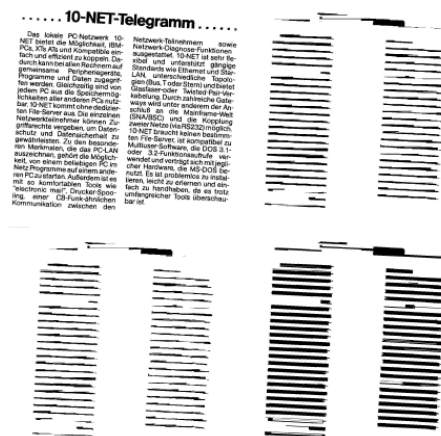 ...... 10-NET-Telegramm ......
Das lokale PC-Netzwerk 10-
NET bietet die Möglichkeit, IBM-
PCs, XTs ATs und Kompatible ein-
fach und effizient zu koppeln. Da-
durch kann bei allen Rechnern auf
gemeinsame Peripheriegeräte,
Programme und Daten zugegrif-
fen werden. Gleichzeitig sind von
jedem PC aus die Speichermög-
lichkeiten aller anderen PCs nutz-
bar. 10-NET kommt ohne dedizier-
ten File-Server aus. Die einzelnen
Netzwerkteilnehmer können Zu-
griffsrechte vergeben, um Daten-
schutz und Datensicherheit zu
gewährleisten. Zu den besonde-
ren Merkmalen, die das PC-LAN
auszeichnen, gehört die Möglich-
keit, von einem beliebigen PC im
Netz Programme auf einem ande-
ren PC zu starten. Außerdem ist es
mit so komfortablen Tools wie
"electronic mail", Drucker-Spoo-
ling, einer CB-Funk-ähnlichen
Kommunikation zwischen den
Netzwerk-Teilnehmern sowie
Netzwerk-Diagnose-Funktionen
ausgestattet. 10-NET ist sehr fle-
xibel und unterstützt gängige
Standards wie Ethernet und Star-
LAN, unterschiedliche Topolo-
gien (Bus, T oder Stern) und bietet
Glasfaser- oder Twisted-Pair-Ver-
kabelung. Durch zahlreiche Gate-
ways wird unter anderem der An-
schluß an die Mainframe-Welt
(SNA/BSC) und die Kopplung
zweier Netze (via RS232) möglich.
10-NET braucht keinen bestimm-
ten File-Server, ist kompatibel zu
Multiuser-Software, die DOS 3.1-
oder 3.2-Funktionsaufrufe ver-
wendet und verträgt sich mit jegli-
cher Hardware, die MS-DOS be-
nutzt. Es ist problemlos zu instal-
lieren, leicht zu erlernen und ein-
fach zu handhaben, da es trotz
umfangreicher Tools überschau-
bar ist.